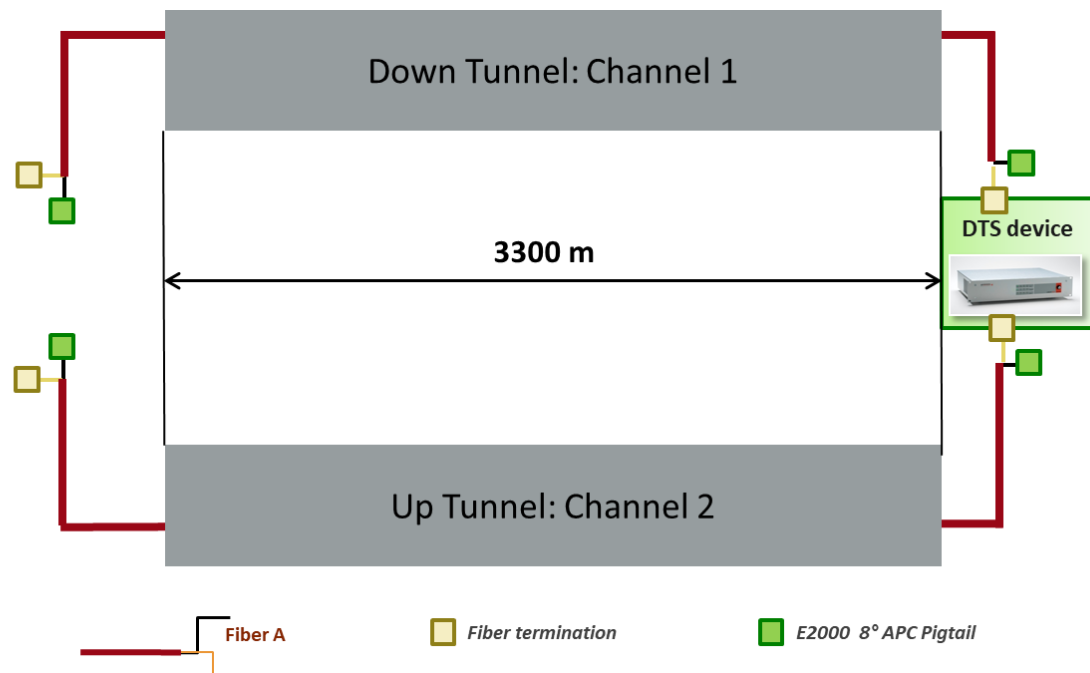 Down Tunnel: Channel 1
DTS device
3300 m
Up Tunnel: Channel 2
Fiber A
Fiber termination
E2000 8° APC Pigtail